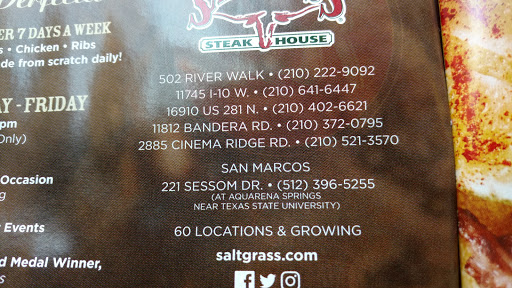 STEAK HOUSE
ER 7 DAYS A WEEK
s • Chicken • Ribs
de from scratch daily!
Y - FRIDAY
pm
Only)
Occasion
g
Events
d Medal Winner,
s
502 RIVER WALK • (210) 222-9092
11745 I-10 W. • (210) 641-6447
16910 US 281 N. • (210) 402-6621
11812 BANDERA RD. • (210) 372-0795
2885 CINEMA RIDGE RD. • (210) 521-3570
SAN MARCOS
221 SESSOM DR. • (512) 396-5255
(AT AQUARENA SPRINGS
NEAR TEXAS STATE UNIVERSITY)
60 LOCATIONS & GROWING
saltgrass.com